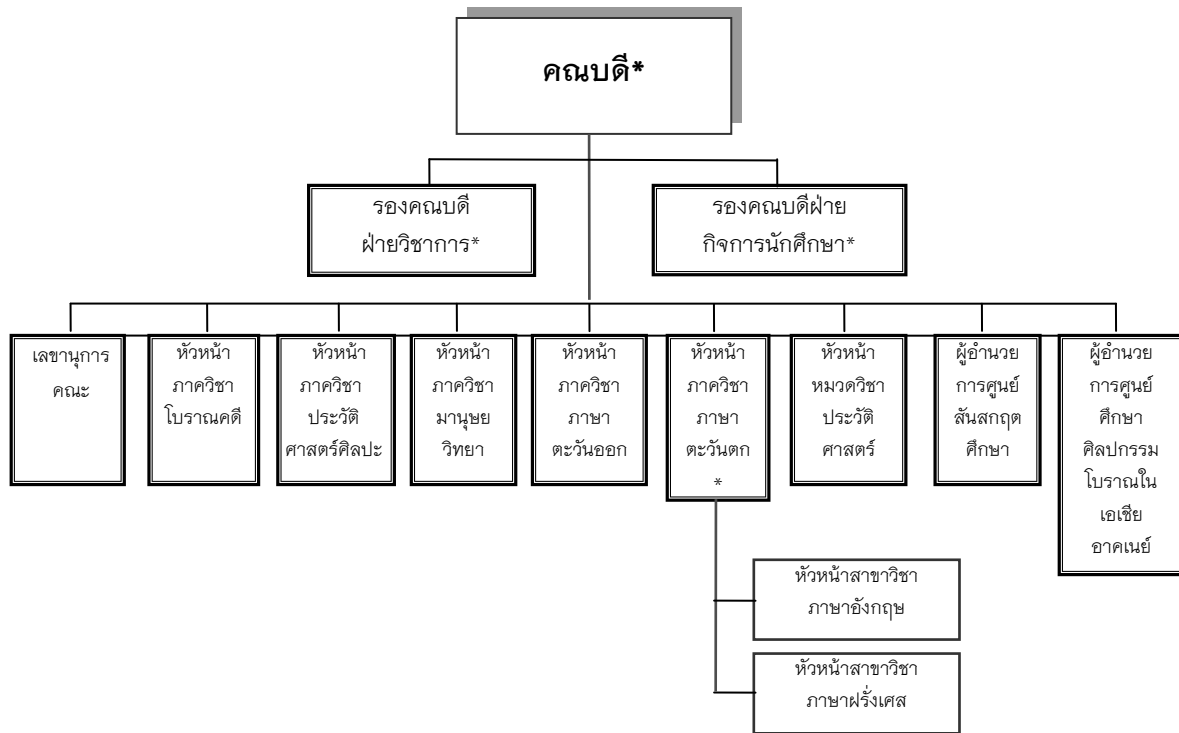 คณบดี*
รองคณบดี
ฝ่ายวิชาการ*
รองคณบดีฝ่าย
กิจการนักศึกษา*
เลขานุการ
คณะ
หัวหน้า
ภาควิชา
โบราณคดี
หัวหน้า
ภาควิชา
ประวัติ
ศาสตร์ศิลปะ
หัวหน้า
ภาควิชา
มานุษย
วิทยา
หัวหน้า
ภาควิชา
ภาษา
ตะวันออก
หัวหน้า
ภาควิชา
ภาษา
ตะวันตก
*
หัวหน้า
หมวดวิชา
ประวัติ
ศาสตร์
ผู้อำนวย
การศูนย์
สันสกฤต
ศึกษา
ผู้อำนวย
การศูนย์
ศึกษา
ศิลปกรรม
โบราณใน
เอเชีย
อาคเนย์
หัวหน้าสาขาวิชา
ภาษาอังกฤษ
หัวหน้าสาขาวิชา
ภาษาฝรั่งเศส